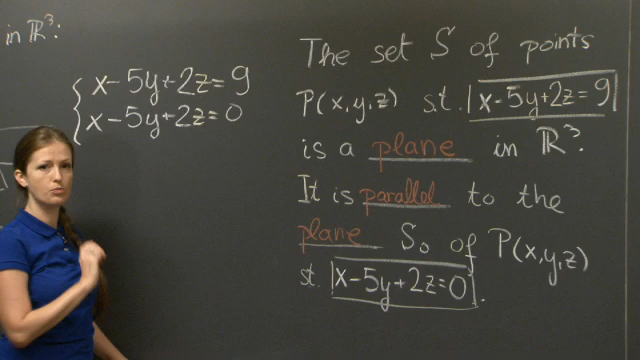 in ℝ³:
x-5y+2z=9
x-5y+2z=0
The set S of points
P(x,y,z) s.t. x-5y+2z=9
is a plane in ℝ³.
It is parallel to the
plane S₀ of P(x,y,z)
st. x-5y+2z=0.